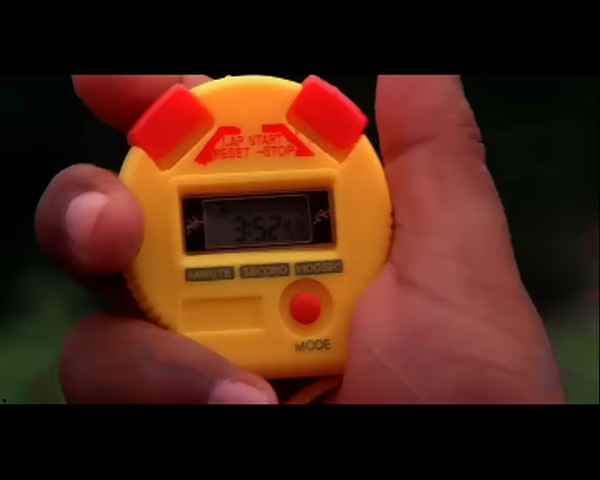 LAP START
RESET -STOP
3:52
MINUTE SECOND 1/100SEC
MODE